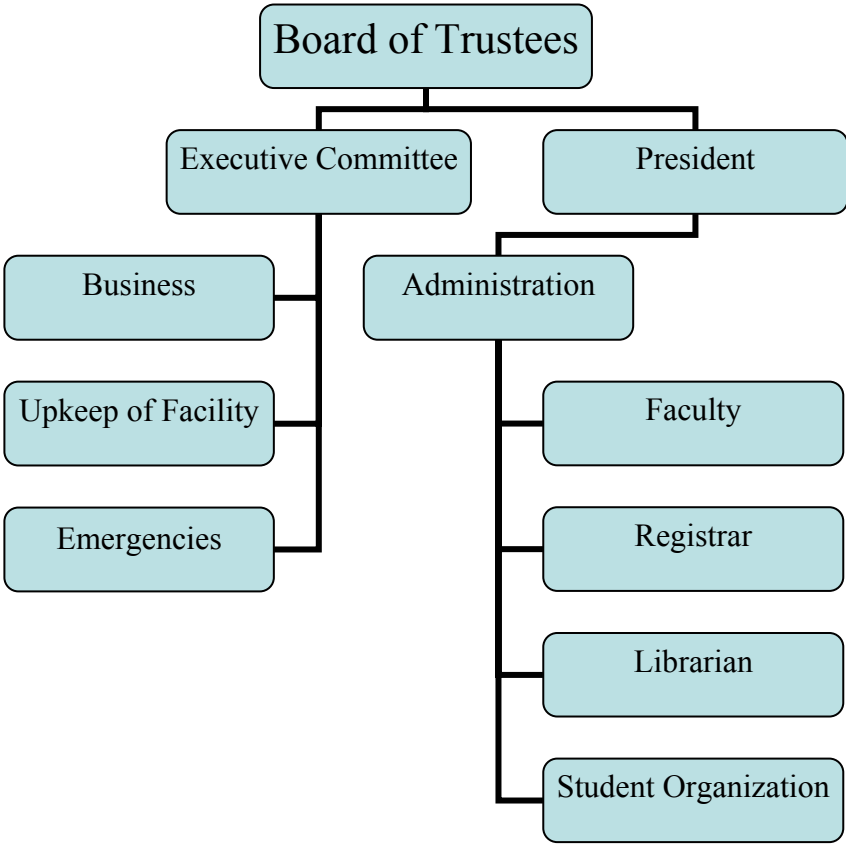 Board of Trustees
Executive Committee
President
Business
Administration
Upkeep of Facility
Faculty
Emergencies
Registrar
Librarian
Student Organization